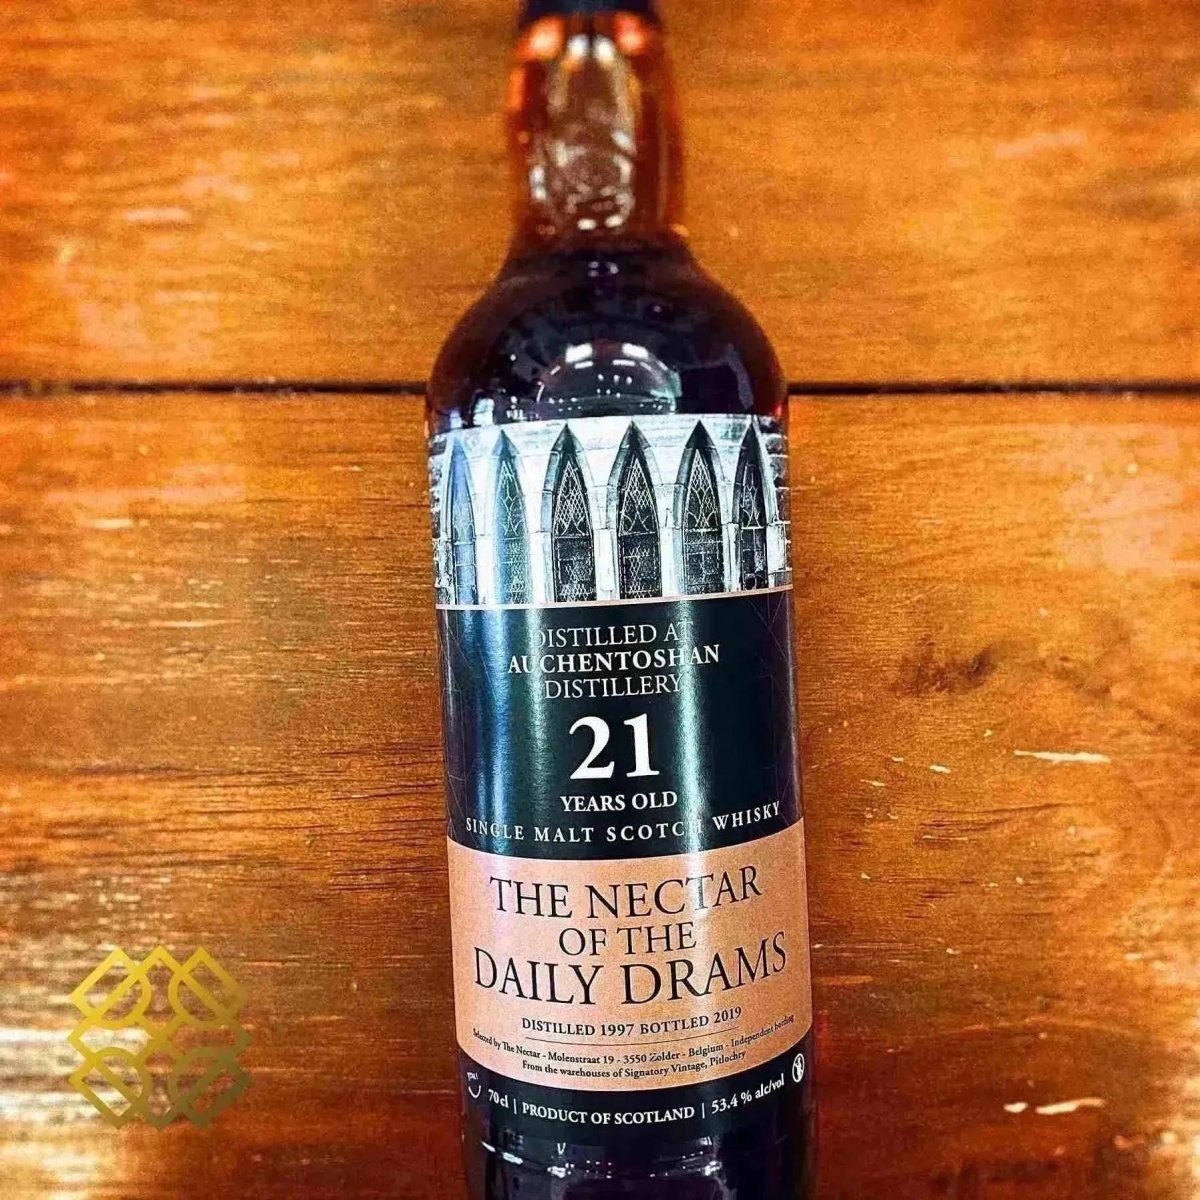 DISTILLED AT
AUCHENTOSHAN
DISTILLERY
21
YEARS OLD
SINGLE MALT SCOTCH WHISKY
THE NECTAR
OF THE
DAILY DRAMS
DISTILLED 1997 BOTTLED 2019
Selected by The Nectar - Molenstraat 19 - 3550 Zolder - Belgium - Independent bottling
From the warehouses of Signatory Vintage, Pitlochry
70cl | PRODUCT OF SCOTLAND | 53.4 % alc/vol